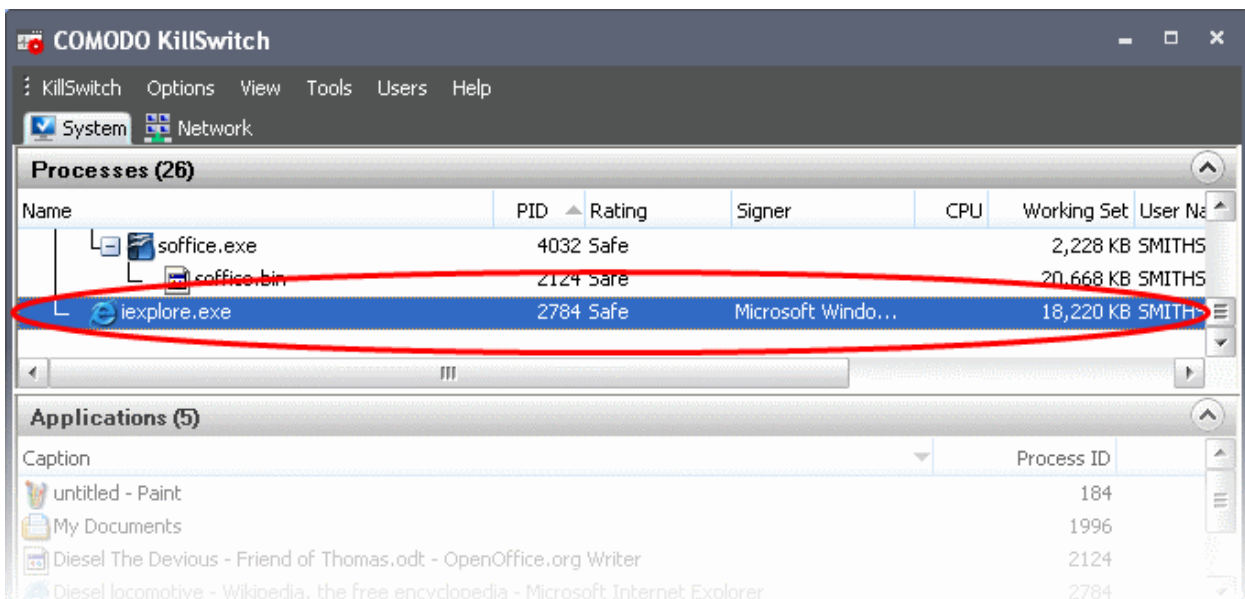 COMODO KillSwitch
KillSwitch Options View Tools Users Help
System Network
Processes (26)
Name PID Rating Signer CPU Working Set User Na
soffice.exe 4032 Safe 2,228 KB SMITHS
soffice.bin 2124 Safe 20,668 KB SMITHS
iexplore.exe 2784 Safe Microsoft Windo... 18,220 KB SMITHS
Applications (5)
Caption Process ID
untitled - Paint 184
My Documents 1996
Diesel The Devious - Friend of Thomas.odt - OpenOffice.org Writer 2124
Diesel locomotive - Wikipedia, the free encyclopedia - Microsoft Internet Explorer 2784